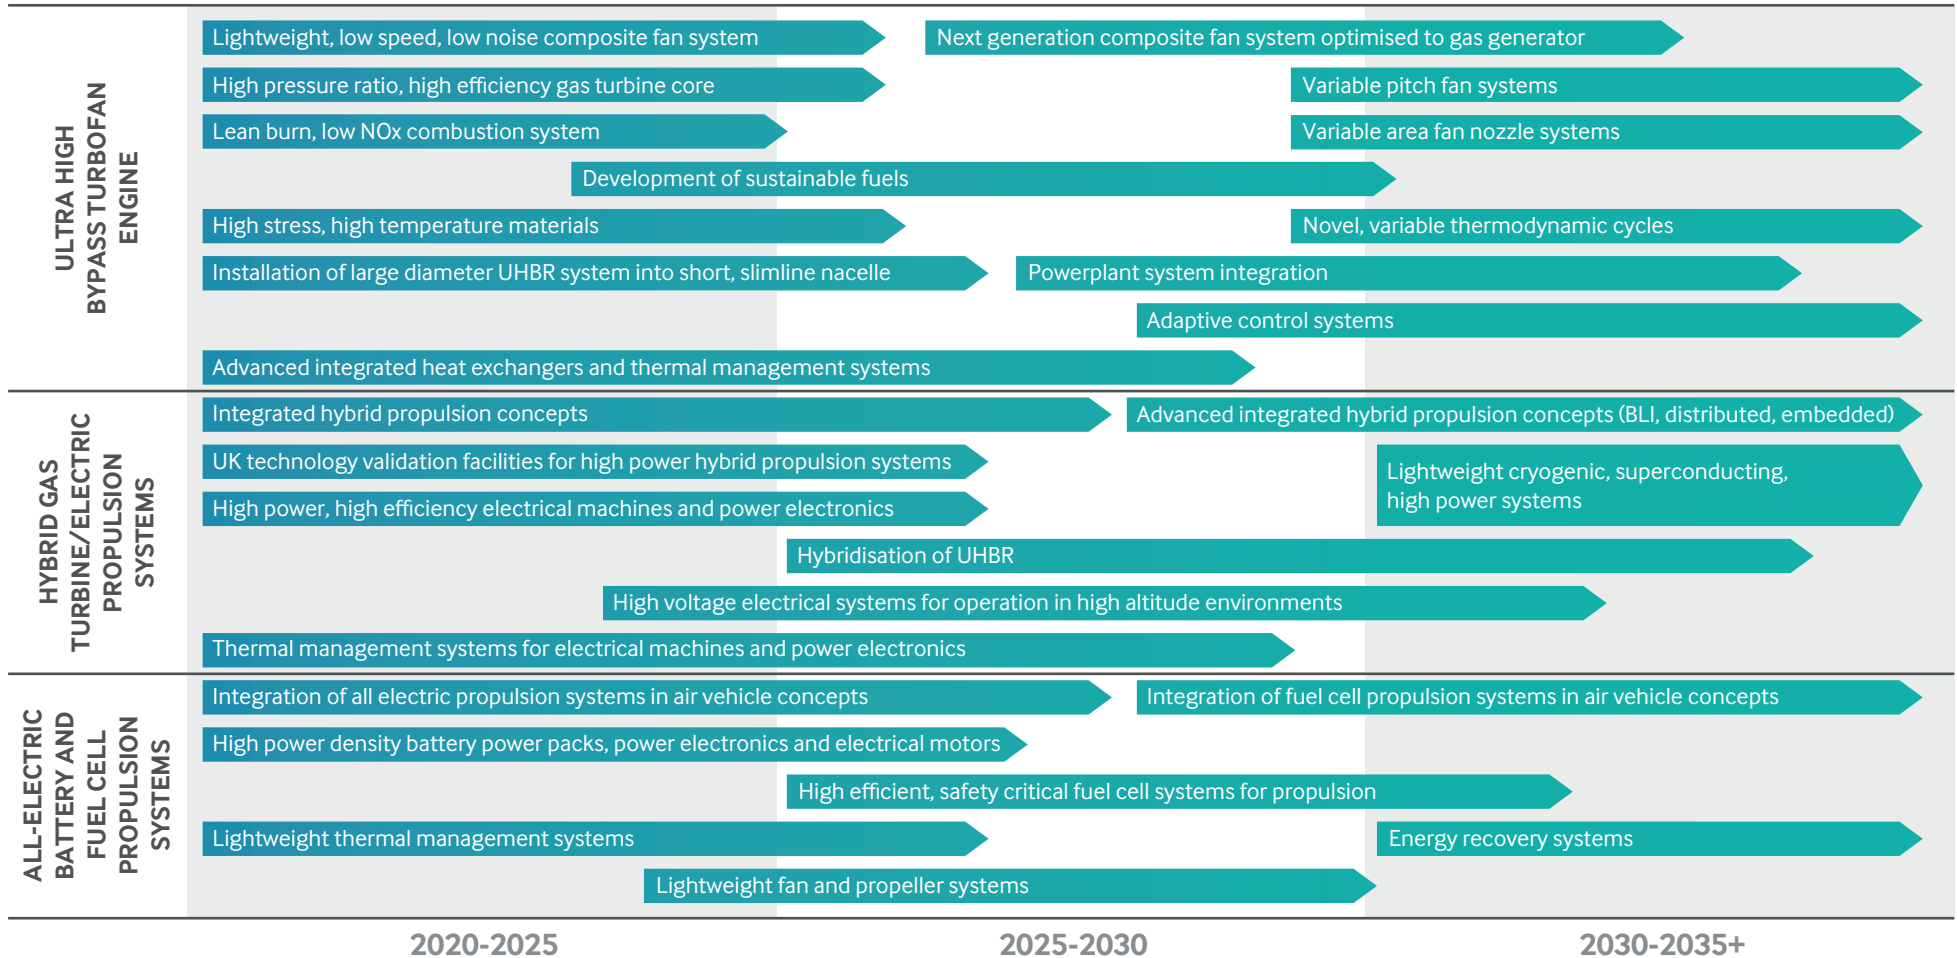 ULTRA HIGH
BYPASS TURBOFAN
ENGINE
Lightweight, low speed, low noise composite fan system
Next generation composite fan system optimised to gas generator
High pressure ratio, high efficiency gas turbine core
Variable pitch fan systems
Lean burn, low NOx combustion system
Variable area fan nozzle systems
Development of sustainable fuels
High stress, high temperature materials
Novel, variable thermodynamic cycles
Installation of large diameter UHBR system into short, slimline nacelle
Powerplant system integration
Adaptive control systems
Advanced integrated heat exchangers and thermal management systems
HYBRID GAS
TURBINE/ELECTRIC
PROPULSION
SYSTEMS
Integrated hybrid propulsion concepts
Advanced integrated hybrid propulsion concepts (BLI, distributed, embedded)
UK technology validation facilities for high power hybrid propulsion systems
Lightweight cryogenic, superconducting,
high power systems
High power, high efficiency electrical machines and power electronics
Hybridisation of UHBR
High voltage electrical systems for operation in high altitude environments
Thermal management systems for electrical machines and power electronics
ALL-ELECTRIC
BATTERY AND
FUEL CELL
PROPULSION
SYSTEMS
Integration of all electric propulsion systems in air vehicle concepts
Integration of fuel cell propulsion systems in air vehicle concepts
High power density battery power packs, power electronics and electrical motors
High efficient, safety critical fuel cell systems for propulsion
Lightweight thermal management systems
Energy recovery systems
Lightweight fan and propeller systems
2020-2025
2025-2030
2030-2035+